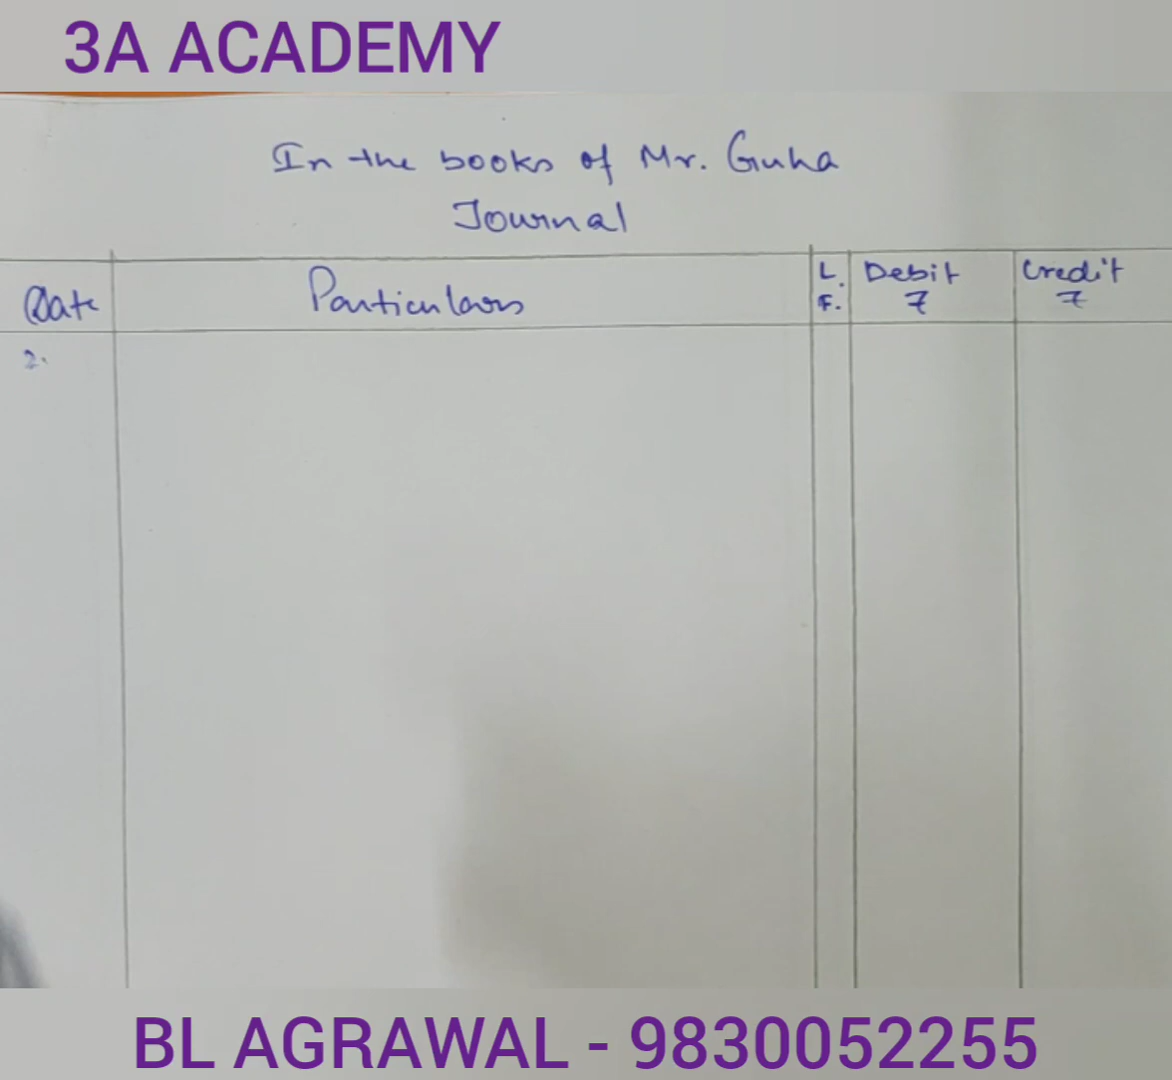 3A ACADEMY
In the books of Mr. Guha
Journal
Date Particulars L.F. Debit ₹ Credit ₹
2.
BL AGRAWAL - 9830052255